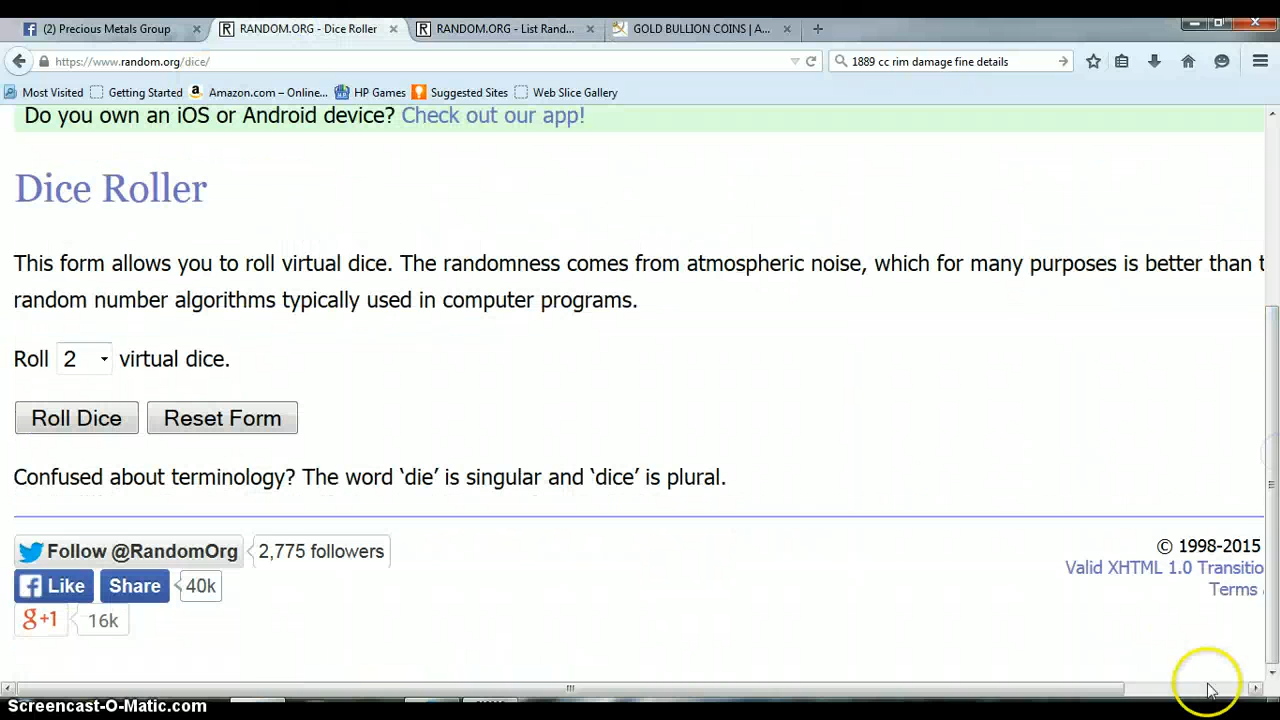 (2) Precious Metals Group
RANDOM.ORG - Dice Roller
RANDOM.ORG - List Rand...
GOLD BULLION COINS | A...
https://www.random.org/dice/
1889 cc rim damage fine details
Most Visited
Getting Started
Amazon.com – Online...
HP Games
Suggested Sites
Web Slice Gallery
Do you own an iOS or Android device? Check out our app!
Dice Roller
This form allows you to roll virtual dice. The randomness comes from atmospheric noise, which for many purposes is better than t
random number algorithms typically used in computer programs.
Roll 2 virtual dice.
Roll Dice
Reset Form
Confused about terminology? The word ‘die’ is singular and ‘dice’ is plural.
Follow @RandomOrg
2,775 followers
© 1998-2015
Like
Share
40k
Valid XHTML 1.0 Transitio
Terms
g+1
16k
Screencast-O-Matic.com